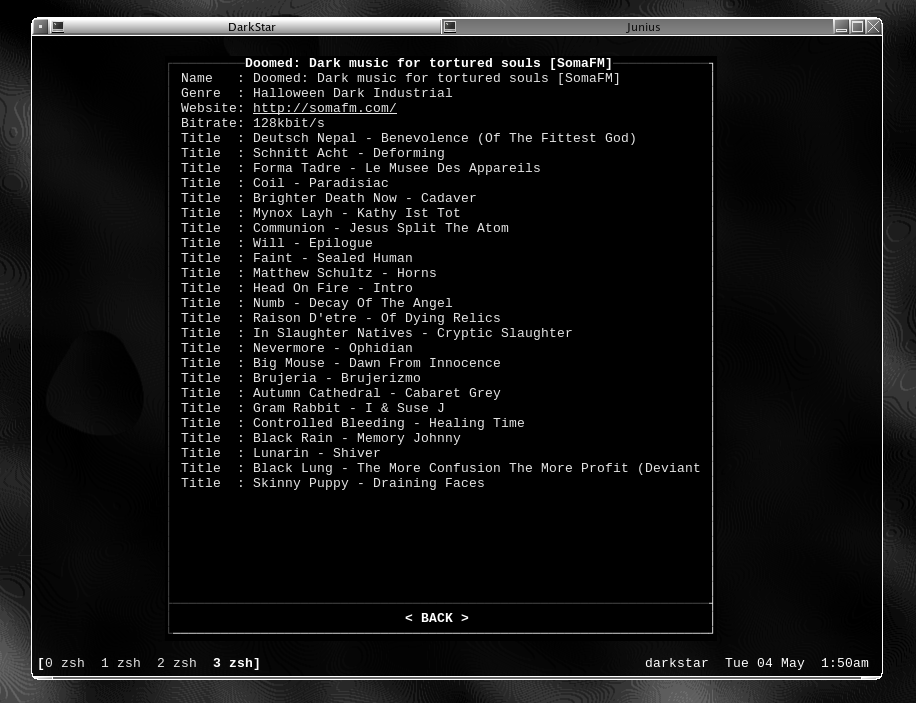 DarkStar Junius
Doomed: Dark music for tortured souls [SomaFM]
Name   : Doomed: Dark music for tortured souls [SomaFM]
Genre  : Halloween Dark Industrial
Website: http://somafm.com/
Bitrate: 128kbit/s
Title  : Deutsch Nepal - Benevolence (Of The Fittest God)
Title  : Schnitt Acht - Deforming
Title  : Forma Tadre - Le Musee Des Appareils
Title  : Coil - Paradisiac
Title  : Brighter Death Now - Cadaver
Title  : Mynox Layh - Kathy Ist Tot
Title  : Communion - Jesus Split The Atom
Title  : Will - Epilogue
Title  : Faint - Sealed Human
Title  : Matthew Schultz - Horns
Title  : Head On Fire - Intro
Title  : Numb - Decay Of The Angel
Title  : Raison D'etre - Of Dying Relics
Title  : In Slaughter Natives - Cryptic Slaughter
Title  : Nevermore - Ophidian
Title  : Big Mouse - Dawn From Innocence
Title  : Brujeria - Brujerizmo
Title  : Autumn Cathedral - Cabaret Grey
Title  : Gram Rabbit - I & Suse J
Title  : Controlled Bleeding - Healing Time
Title  : Black Rain - Memory Johnny
Title  : Lunarin - Shiver
Title  : Black Lung - The More Confusion The More Profit (Deviant
Title  : Skinny Puppy - Draining Faces
< BACK >
[0 zsh  1 zsh  2 zsh  3 zsh] darkstar  Tue 04 May  1:50am